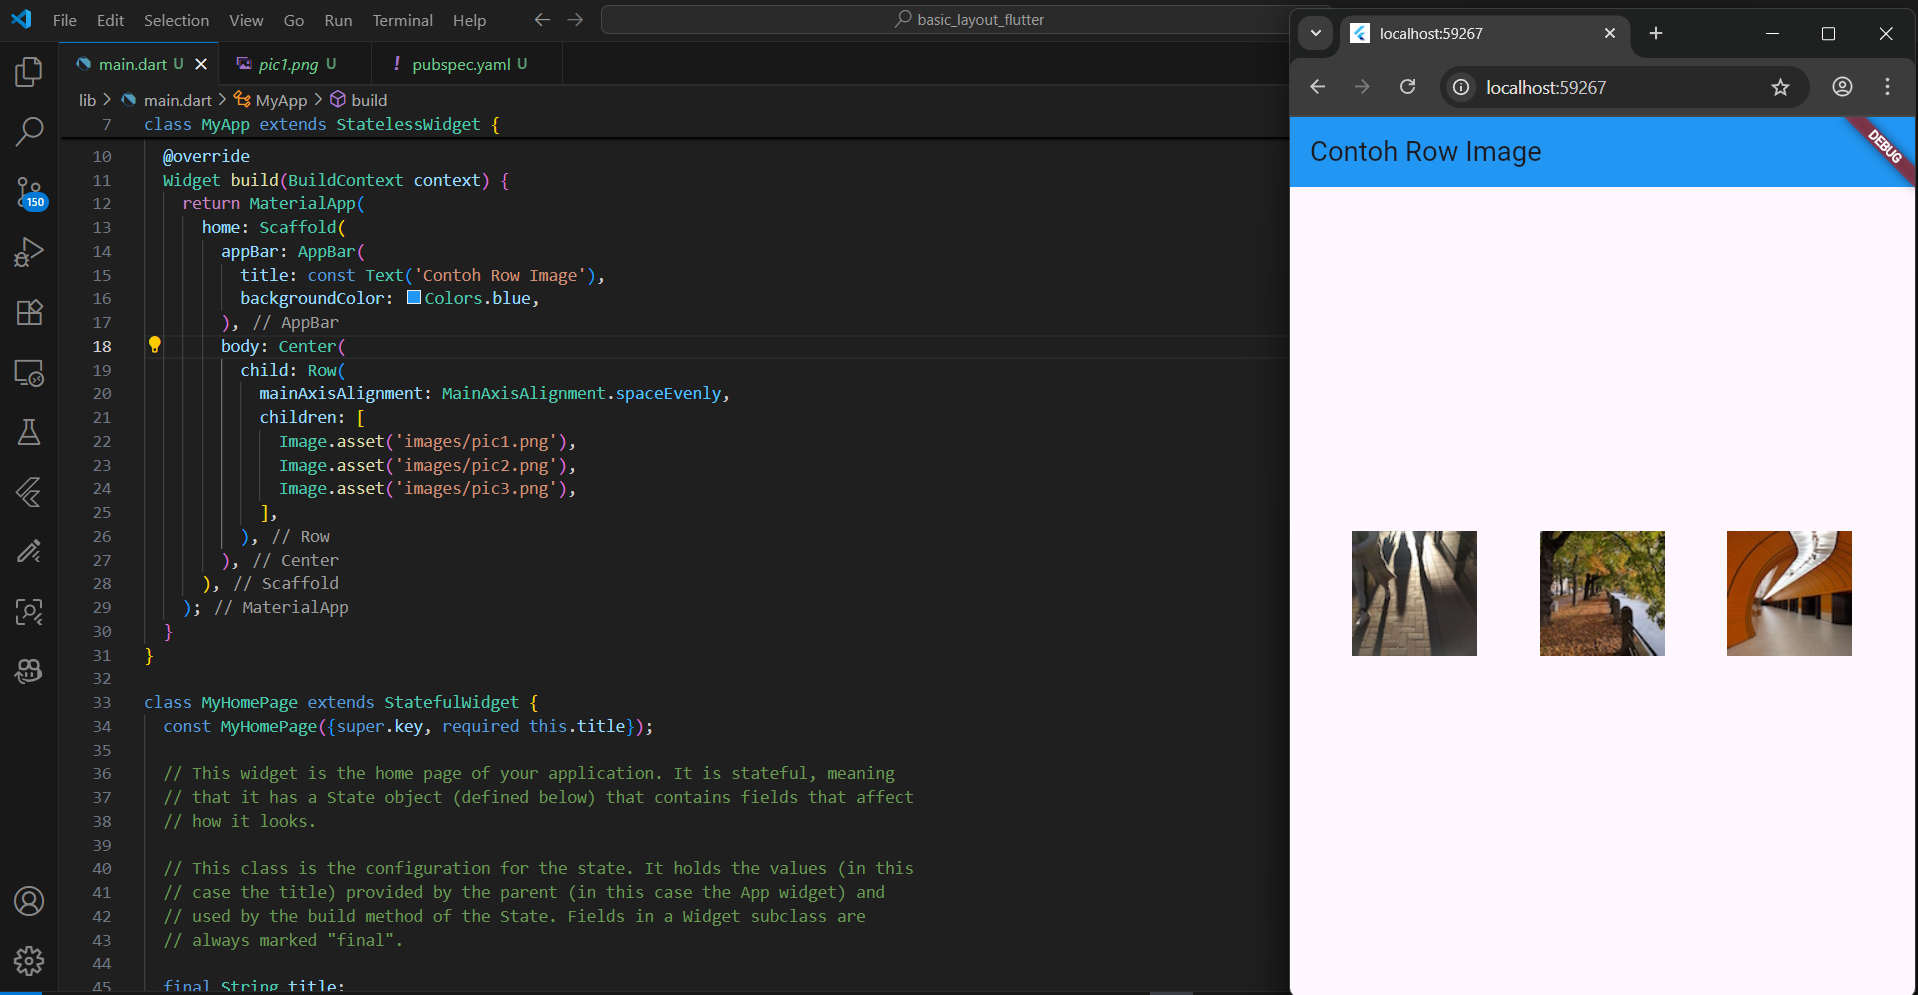 File Edit Selection View Go Run Terminal Help
basic_layout_flutter
main.dart U
pic1.png U
! pubspec.yaml U
lib > main.dart > MyApp > build
7 class MyApp extends StatelessWidget {
10 @override
11 Widget build(BuildContext context) {
12 return MaterialApp(
13 home: Scaffold(
14 appBar: AppBar(
15 title: const Text('Contoh Row Image'),
16 backgroundColor: Colors.blue,
17 ), // AppBar
18 body: Center(
19 child: Row(
20 mainAxisAlignment: MainAxisAlignment.spaceEvenly,
21 children: [
22 Image.asset('images/pic1.png'),
23 Image.asset('images/pic2.png'),
24 Image.asset('images/pic3.png'),
25 ],
26 ), // Row
27 ), // Center
28 ), // Scaffold
29 ); // MaterialApp
30 }
31 }
32
33 class MyHomePage extends StatefulWidget {
34 const MyHomePage({super.key, required this.title});
35
36 // This widget is the home page of your application. It is stateful, meaning
37 // that it has a State object (defined below) that contains fields that affect
38 // how it looks.
39
40 // This class is the configuration for the state. It holds the values (in this
41 // case the title) provided by the parent (in this case the App widget) and
42 // used by the build method of the State. Fields in a Widget subclass are
43 // always marked "final".
44
45 final String title;
150
localhost:59267
localhost:59267
Contoh Row Image
DEBUG